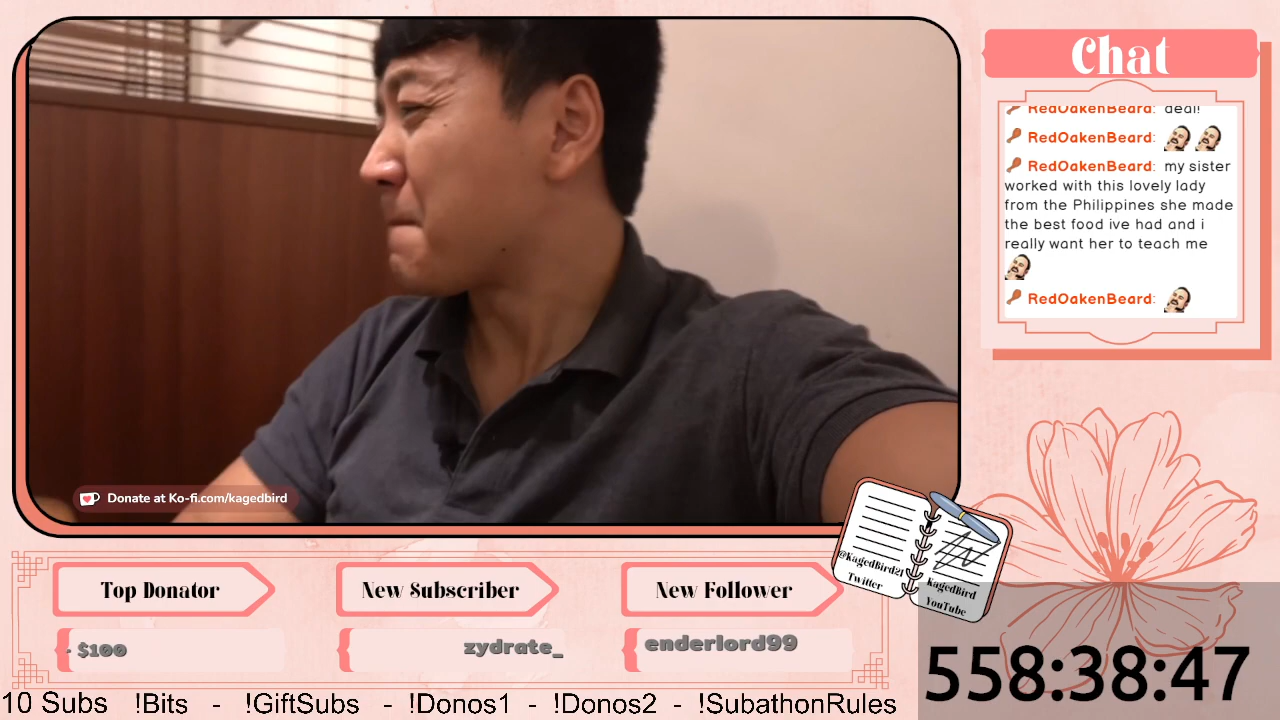 Chat
RedOakenBeard: deal!
RedOakenBeard:
RedOakenBeard: my sister
worked with this lovely lady
from the Philippines she made
the best food ive had and i
really want her to teach me
RedOakenBeard:
Donate at Ko-fi.com/kagedbird
@KagedBird21
Twitter
KagedBird
YouTube
Top Donator
New Subscriber
New Follower
- $100
zydrate_
enderlord99
558:38:47
10 Subs !Bits - !GiftSubs - !Donos1 - !Donos2 - !SubathonRules